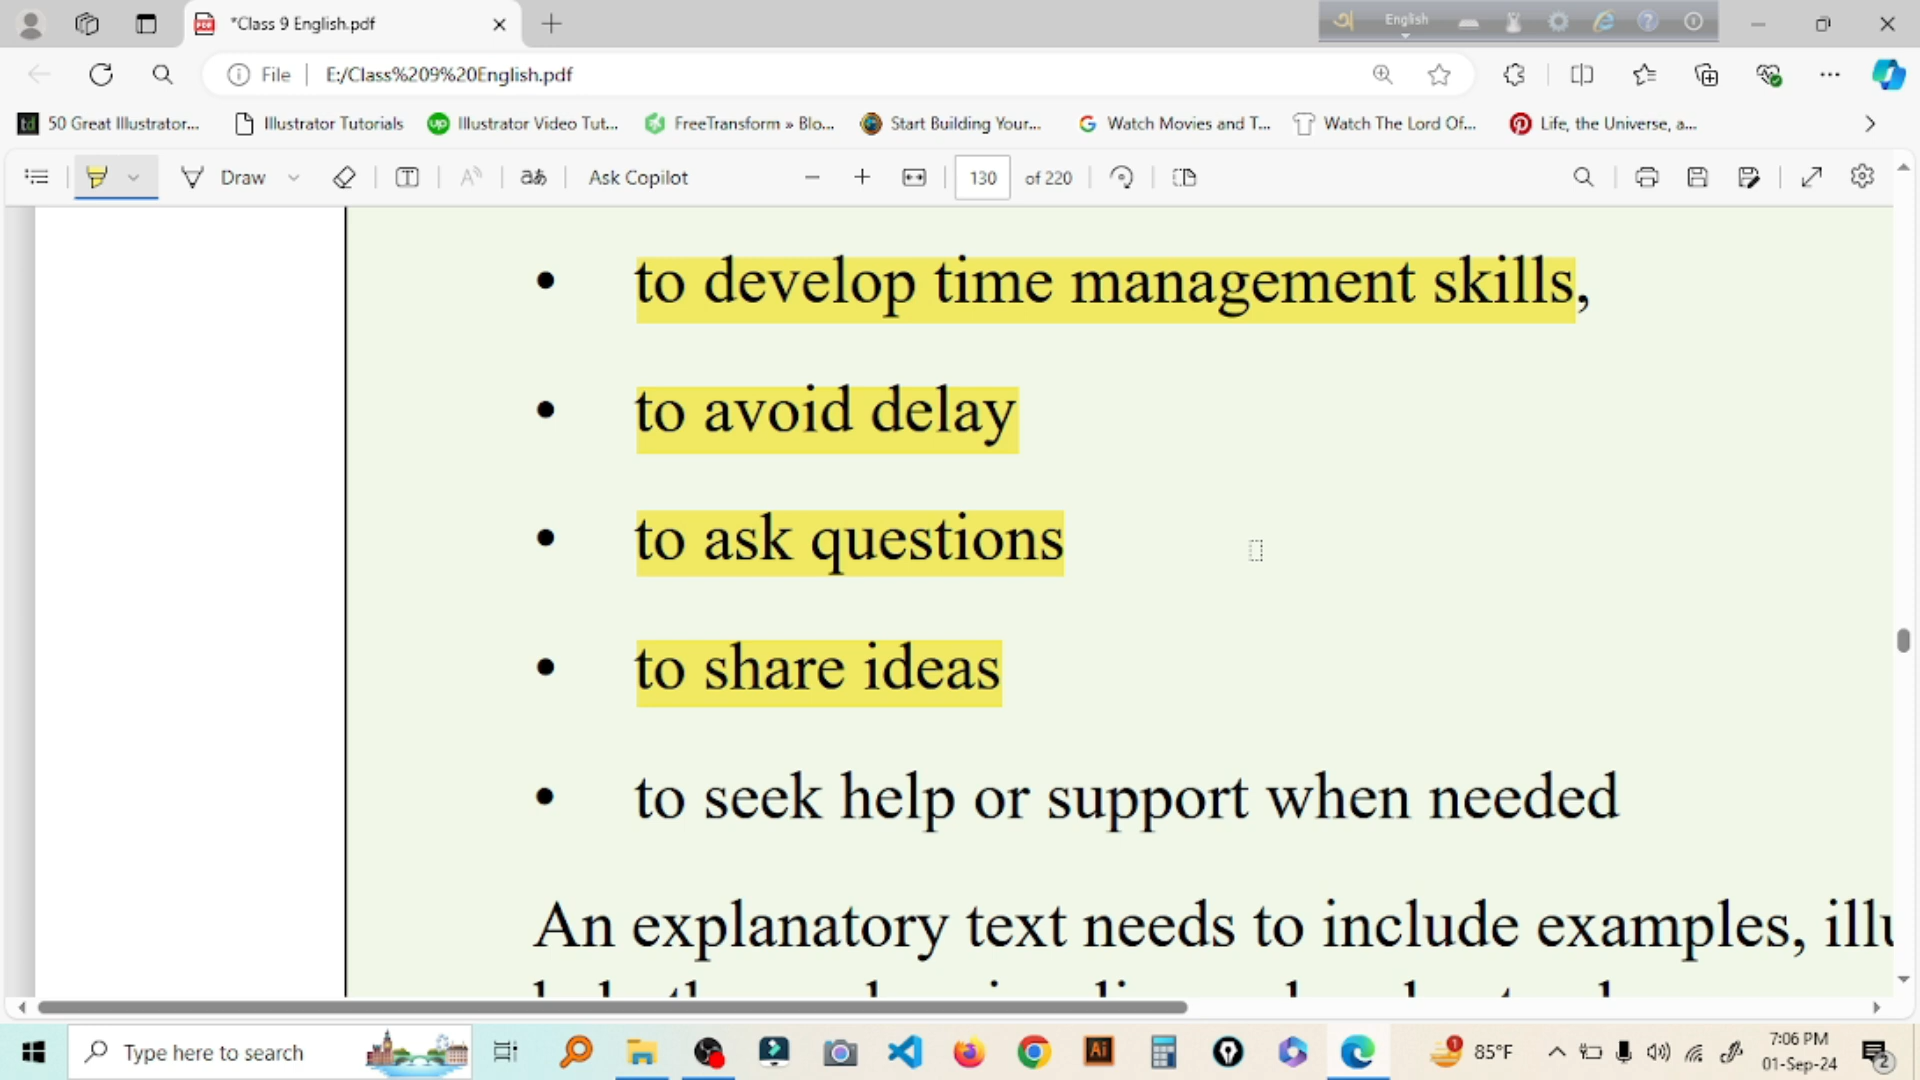 *Class 9 English.pdf
English
File
E:/Class%209%20English.pdf
50 Great Illustrator...
Illustrator Tutorials
Illustrator Video Tut...
FreeTransform » Blo...
Start Building Your...
Watch Movies and T...
Watch The Lord Of...
Life, the Universe, a...
Draw
Ask Copilot
130
of 220
• to develop time management skills,
• to avoid delay
• to ask questions
• to share ideas
• to seek help or support when needed
An explanatory text needs to include examples,
Type here to search
85°F
7:06 PM
01-Sep-24